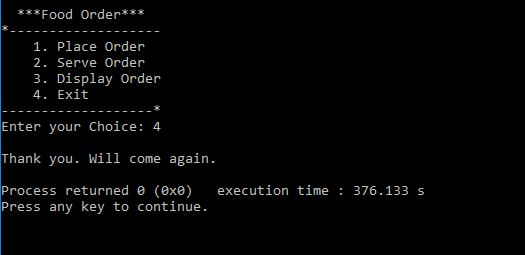 ***Food Order***
*-------------------
1. Place Order
2. Serve Order
3. Display Order
4. Exit
-------------------*
Enter your Choice: 4
Thank you. Will come again.
Process returned 0 (0x0)   execution time : 376.133 s
Press any key to continue.